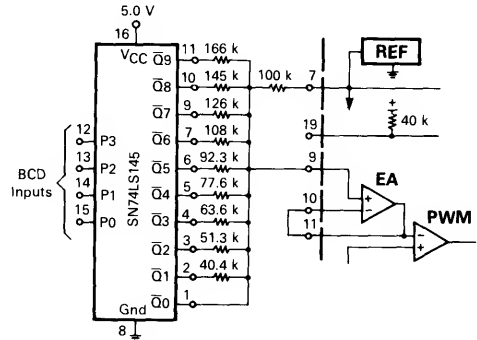 5.0 V
16
VCC
SN74LS145
BCD
Inputs
12 P3
13 P2
14 P1
15 P0
Q̅9 11 166 k
Q̅8 10 145 k
Q̅7 9 126 k
Q̅6 7 108 k
Q̅5 6 92.3 k
Q̅4 5 77.6 k
Q̅3 4 63.6 k
Q̅2 3 51.3 k
Q̅1 2 40.4 k
Q̅0 1
Gnd
8
100 k 7
REF
+
40 k
19
9
EA
+
10
−
11
PWM
−
+